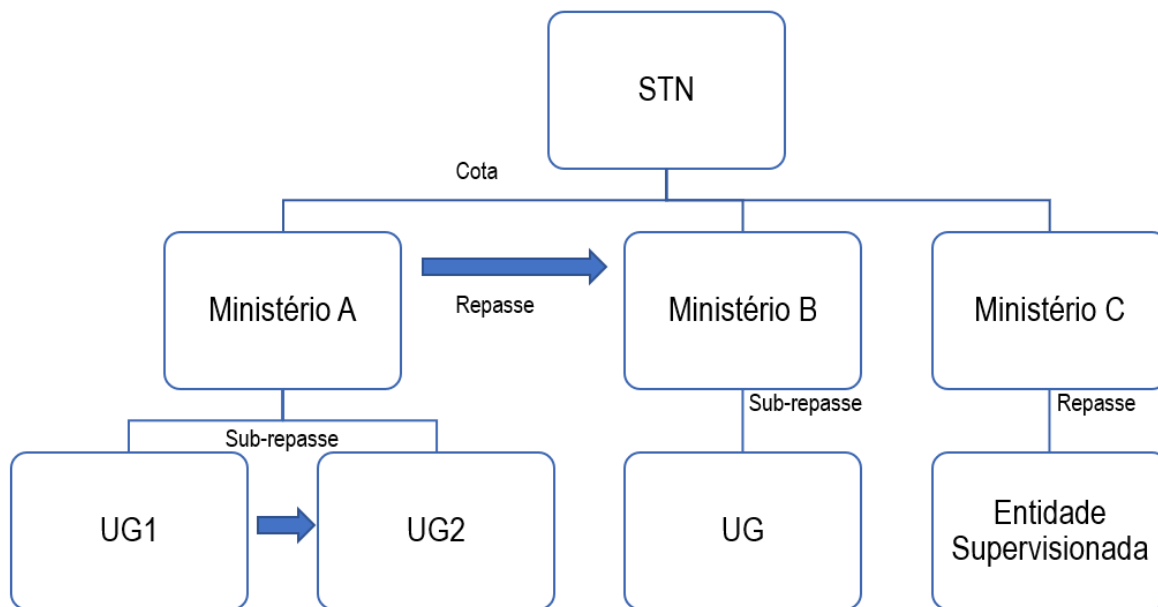 STN
Cota
Ministério A
Repasse
Ministério B
Ministério C
Sub-repasse
Sub-repasse
Repasse
UG1
UG2
UG
Entidade
Supervisionada